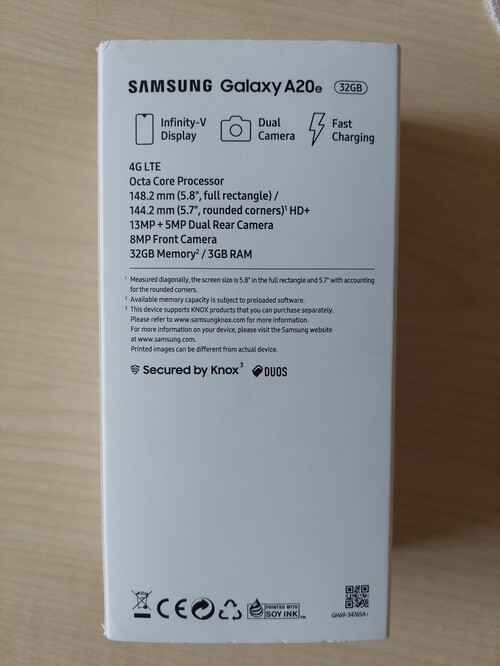 SAMSUNG Galaxy A20e 32GB
Infinity-V
Display
Dual
Camera
Fast
Charging
4G LTE
Octa Core Processor
148.2 mm (5.8", full rectangle) /
144.2 mm (5.7", rounded corners)¹ HD+
13MP + 5MP Dual Rear Camera
8MP Front Camera
32GB Memory² / 3GB RAM
¹ Measured diagonally, the screen size is 5.8" in the full rectangle and 5.7" with accounting
for the rounded corners.
² Available memory capacity is subject to preloaded software.
³ This device supports KNOX products that you can purchase separately.
Please refer to www.samsungknox.com for more information.
For more information on your device, please visit the Samsung website
at www.samsung.com.
Printed images can be different from actual device.
Secured by Knox³ DUOS
CE
PRINTED WITH
SOY INK™
GH69-34765A